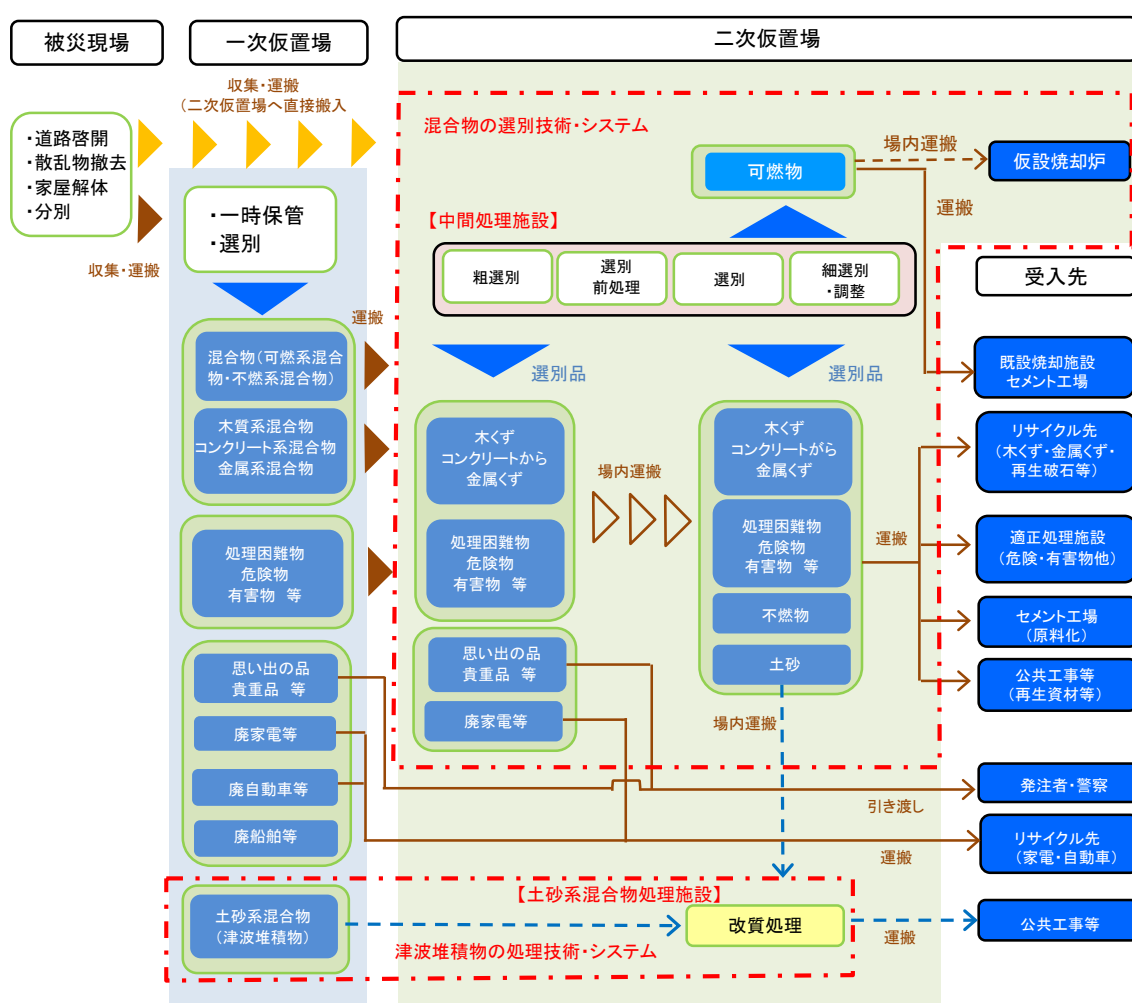 被災現場
一次仮置場
二次仮置場
収集・運搬
(二次仮置場へ直接搬入
・道路啓開
・散乱物撤去
・家屋解体
・分別
収集・運搬
・一時保管
・選別
運搬
混合物(可燃系混合
物・不燃系混合物)
木質系混合物
コンクリート系混合物
金属系混合物
処理困難物
危険物
有害物 等
思い出の品
貴重品 等
廃家電等
廃自動車等
廃船舶等
土砂系混合物
(津波堆積物)
混合物の選別技術・システム
可燃物
場内運搬
仮設焼却炉
運搬
【中間処理施設】
粗選別
選別
前処理
選別
細選別
・調整
選別品
選別品
木くず
コンクリートから
金属くず
処理困難物
危険物
有害物 等
思い出の品
貴重品 等
廃家電等
場内運搬
木くず
コンクリートがら
金属くず
処理困難物
危険物
有害物 等
不燃物
土砂
場内運搬
運搬
受入先
既設焼却施設
セメント工場
リサイクル先
(木くず・金属くず・
再生破石等)
適正処理施設
(危険・有害物他)
セメント工場
(原料化)
公共工事等
(再生資材等)
発注者・警察
引き渡し
リサイクル先
(家電・自動車)
運搬
【土砂系混合物処理施設】
改質処理
津波堆積物の処理技術・システム
運搬
公共工事等